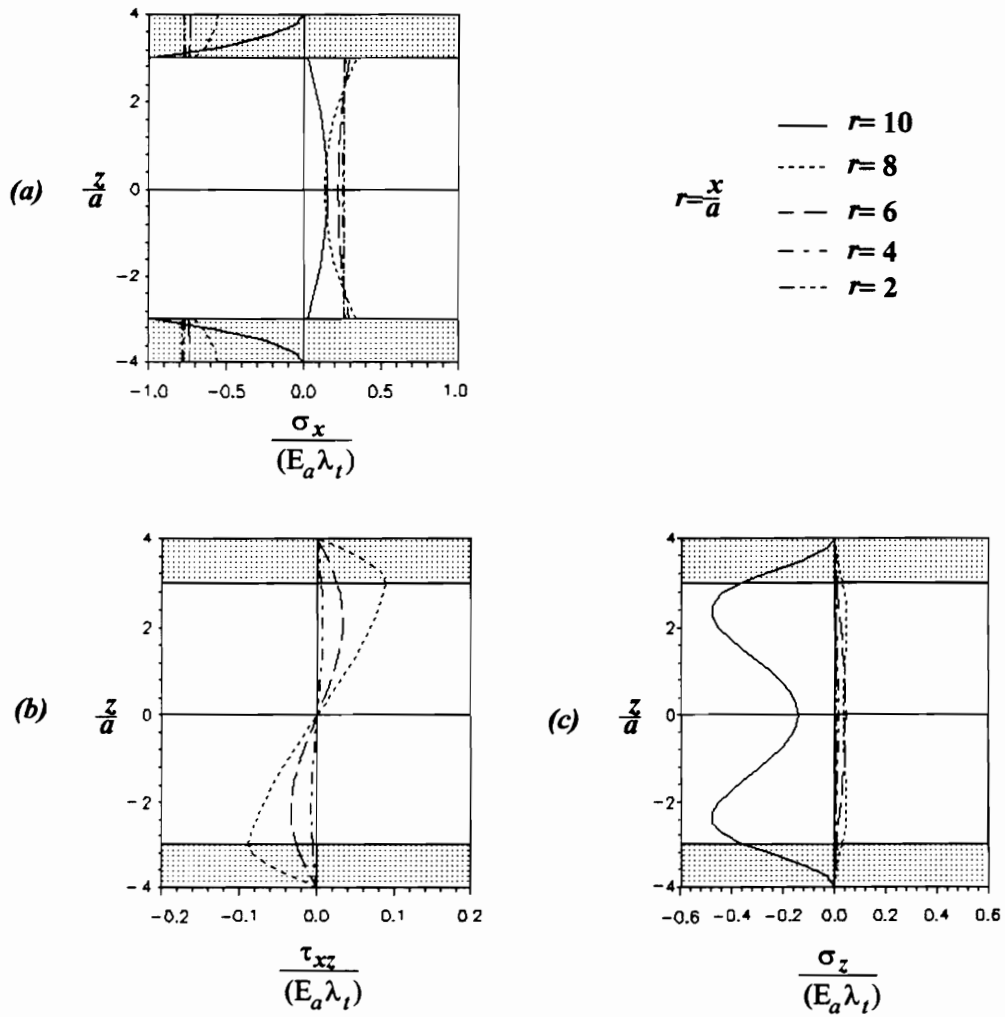 4
2
(a) z/a 0
−2
−4
−1.0 −0.5 0.0 0.5 1.0
σx
(Eaλt)
r=x/a
r= 10
r= 8
r= 6
r= 4
r= 2
4
2
(b) z/a 0
−2
−4
−0.2 −0.1 0.0 0.1 0.2
τxz
(Eaλt)
4
2
(c) z/a 0
−2
−4
−0.6 −0.4 −0.2 0.0 0.2 0.4 0.6
σz
(Eaλt)